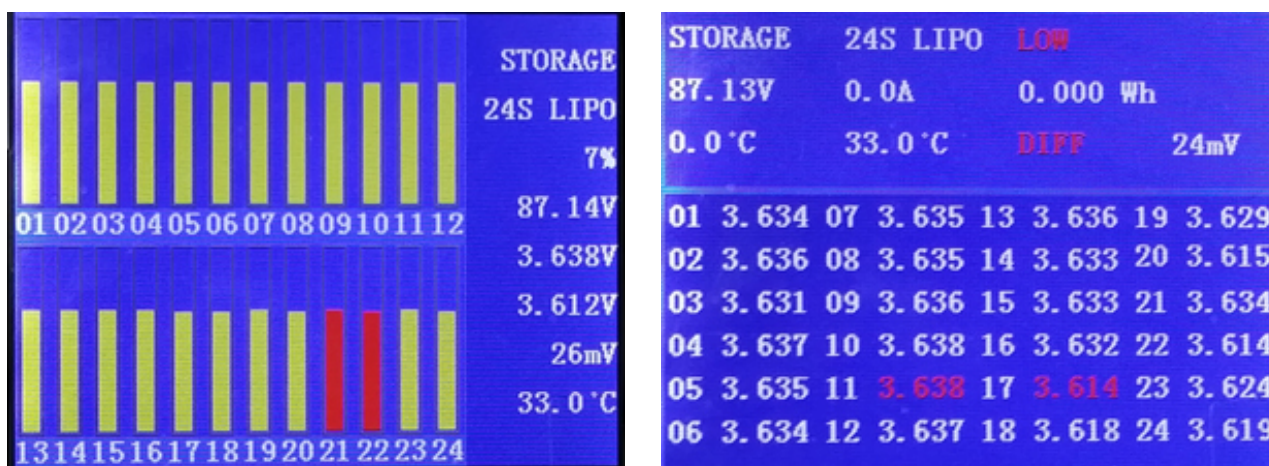 STORAGE
24S LIPO
7%
87.14V
3.638V
3.612V
26mV
33.0°C
01 02 03 04 05 06 07 08 09 10 11 12
13 14 15 16 17 18 19 20 21 22 23 24
STORAGE 24S LIPO LOW
87.13V 0.0A 0.000 Wh
0.0°C 33.0°C DIFF 24mV
01 3.634 07 3.635 13 3.636 19 3.629
02 3.636 08 3.635 14 3.633 20 3.615
03 3.631 09 3.636 15 3.633 21 3.634
04 3.637 10 3.638 16 3.632 22 3.614
05 3.635 11 3.638 17 3.614 23 3.624
06 3.634 12 3.637 18 3.618 24 3.619